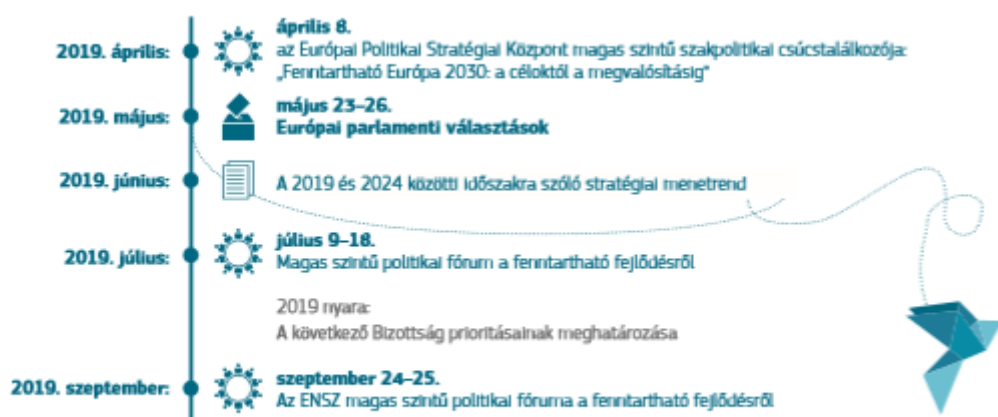 2019. április:
április 8.
az Európai Politikai Stratégiai Központ magas szintű szakpolitikai csúcstalálkozója:
„Fenntartható Európa 2030: a céloktól a megvalósításig”
2019. május:
május 23–26.
Európai parlamenti választások
2019. június:
A 2019 és 2024 közötti időszakra szóló stratégiai menetrend
2019. július:
július 9–18.
Magas szintű politikai fórum a fenntartható fejlődésről
2019 nyara:
A következő Bizottság prioritásainak meghatározása
2019. szeptember:
szeptember 24–25.
Az ENSZ magas szintű politikai fóruma a fenntartható fejlődésről